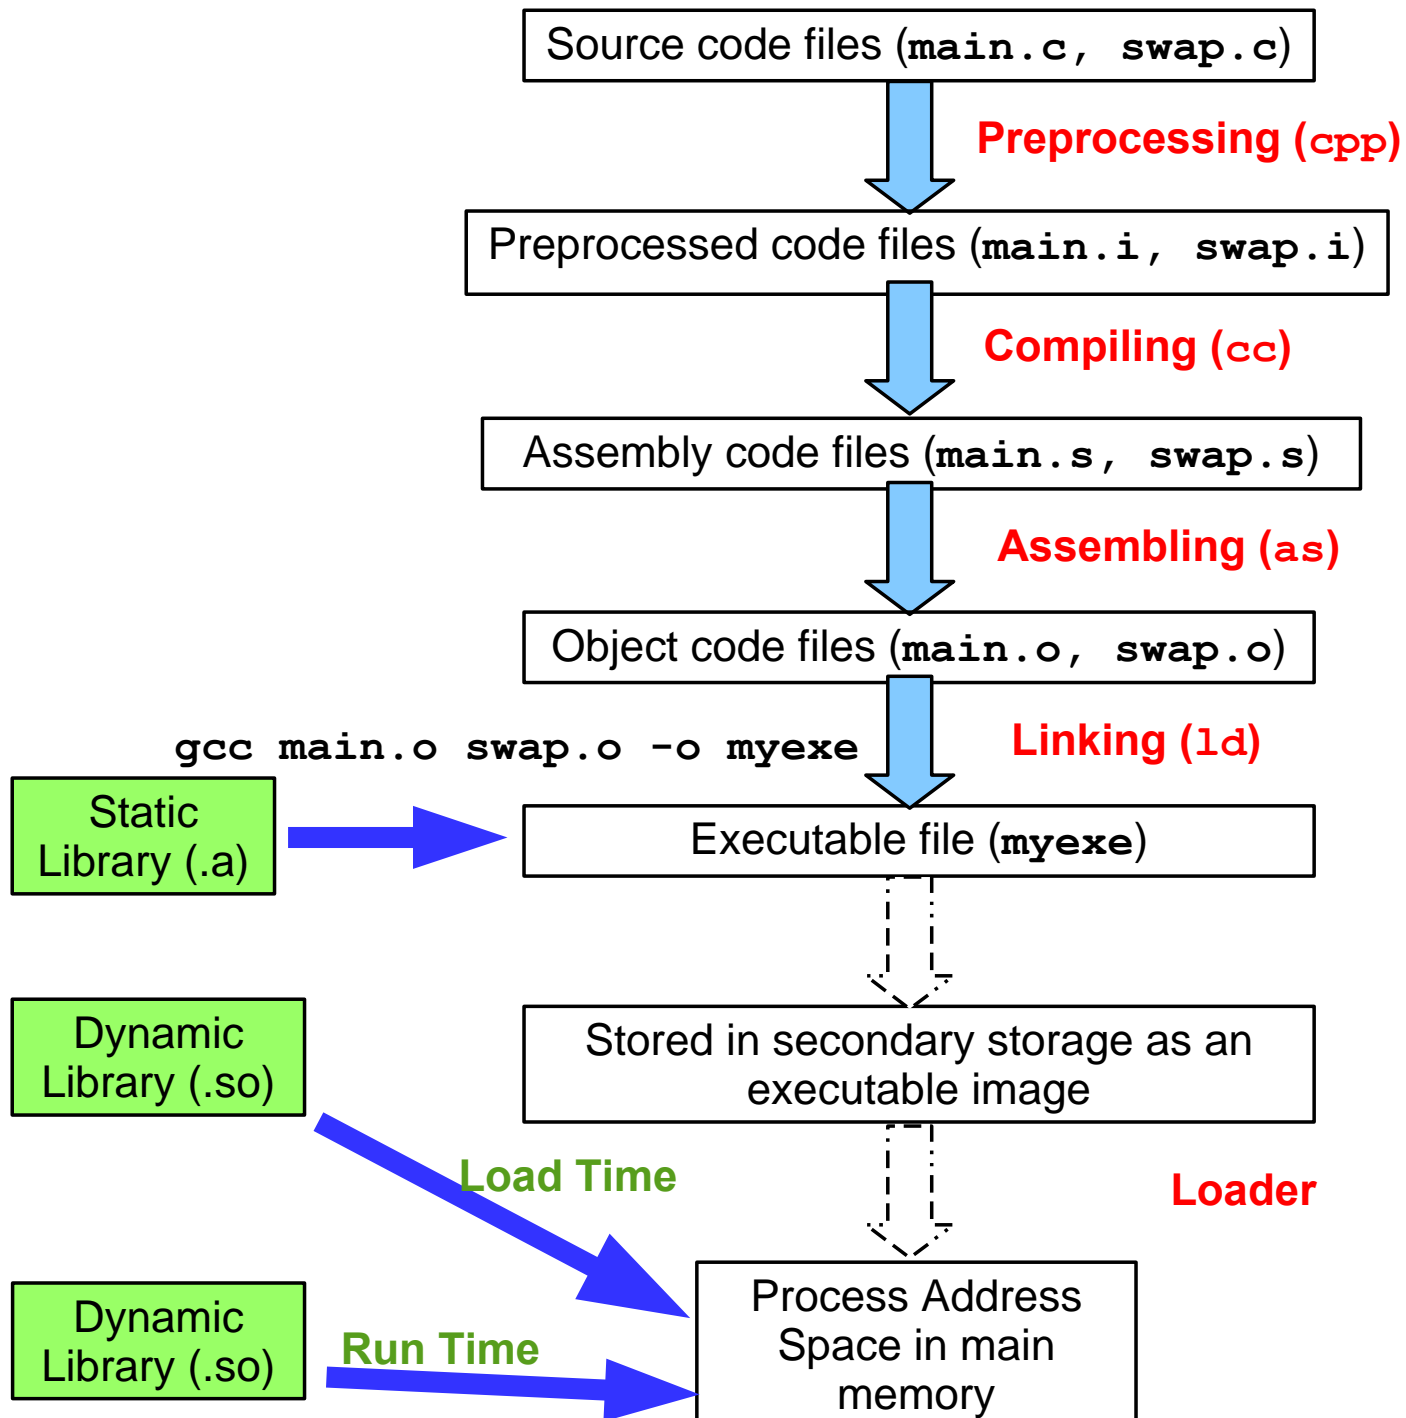 Source code files (main.c, swap.c)
Preprocessing (cpp)
Preprocessed code files (main.i, swap.i)
Compiling (cc)
Assembly code files (main.s, swap.s)
Assembling (as)
Object code files (main.o, swap.o)
gcc main.o swap.o -o myexe
Linking (ld)
Static
Library (.a)
Executable file (myexe)
Dynamic
Library (.so)
Stored in secondary storage as an
executable image
Load Time
Loader
Dynamic
Library (.so)
Run Time
Process Address
Space in main
memory